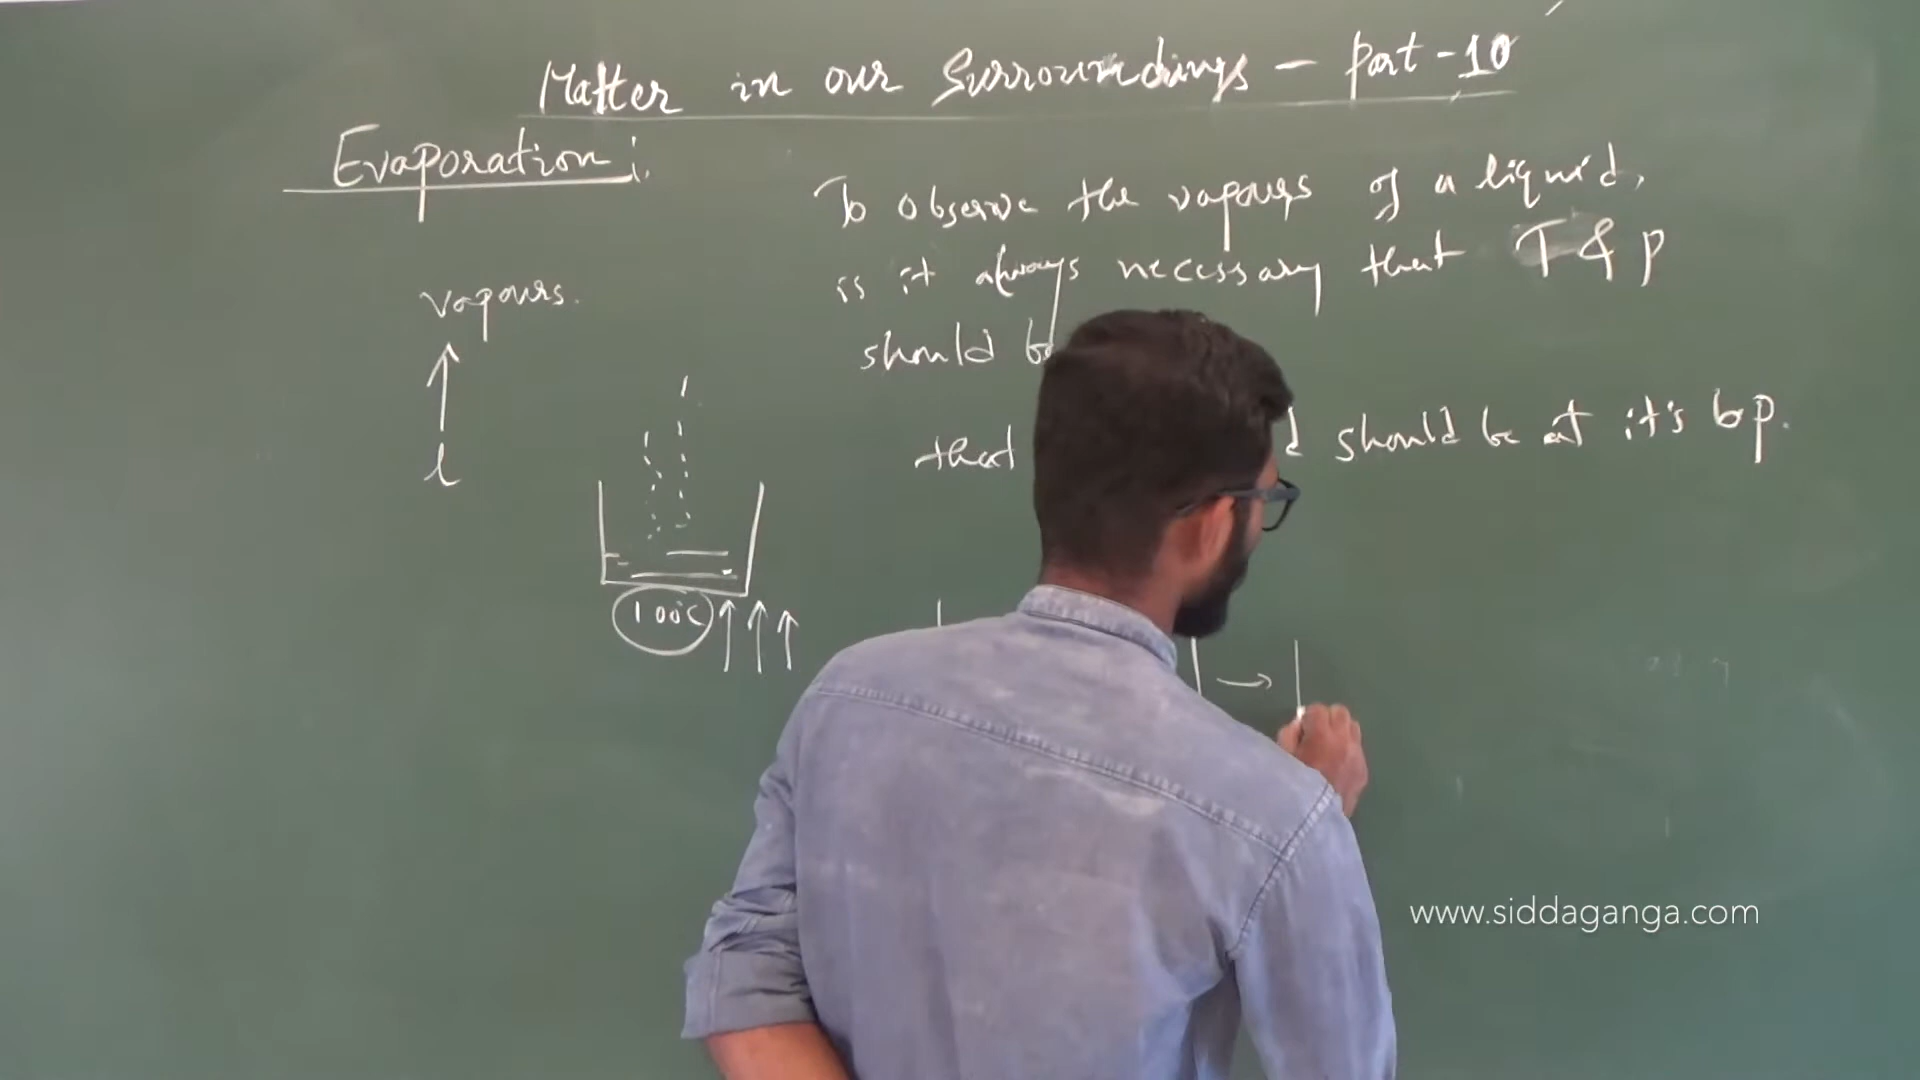 Matter in our Surroundings - Part-10
Evaporation:
To observe the vapours of a liquid,
is it always necessary that T & P
should be
that should be at it's bp.
vapours.
l
100°C
www.siddaganga.com